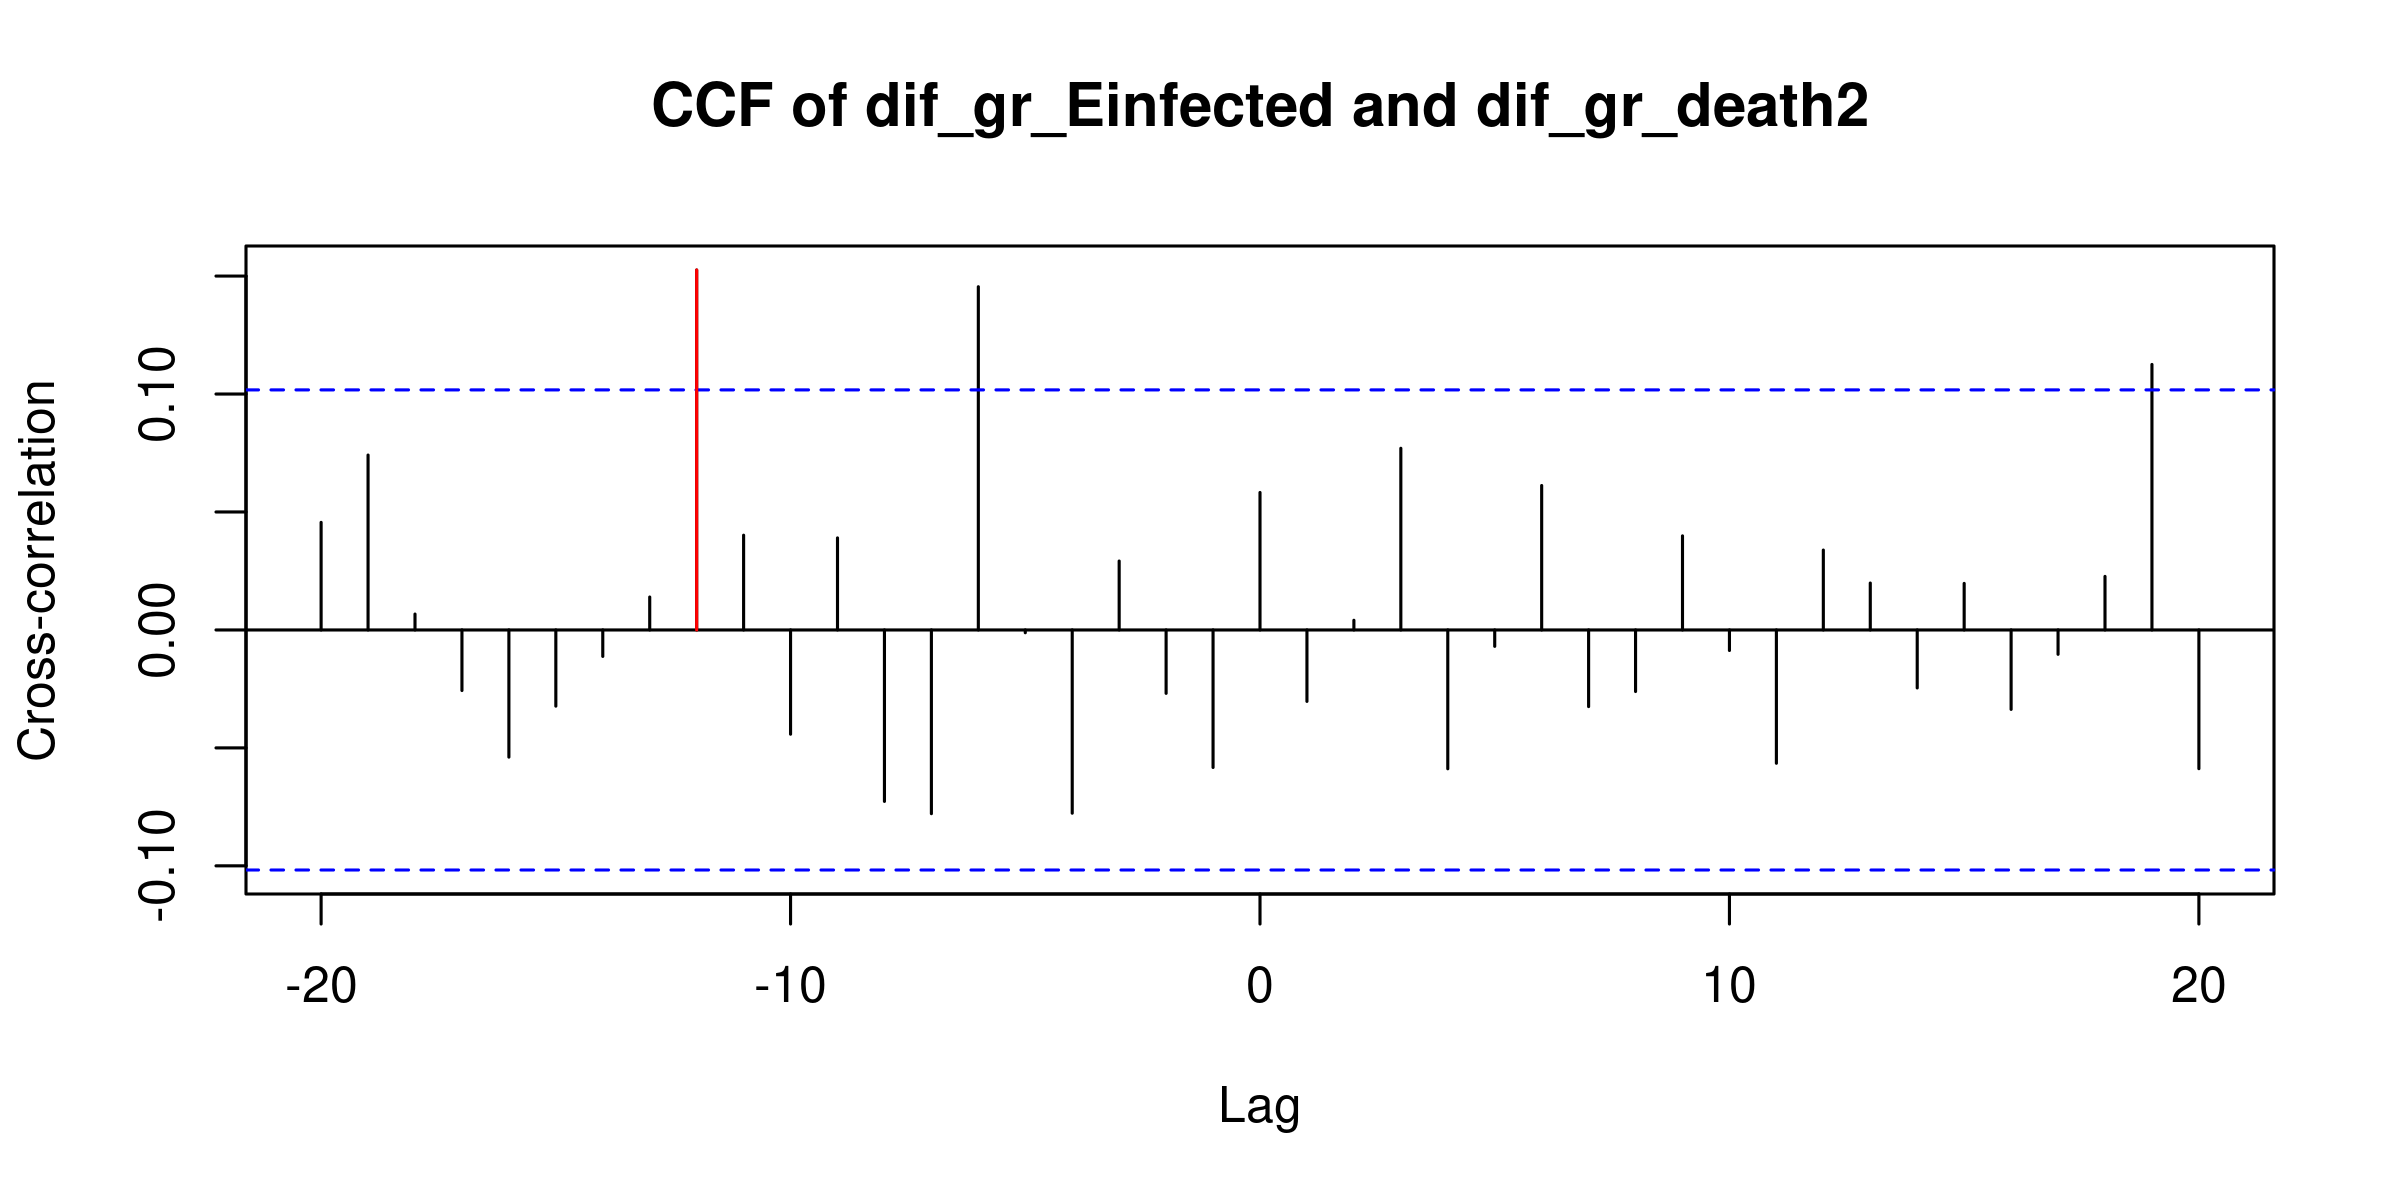 CCF of dif_gr_Einfected and dif_gr_death2
Cross-correlation
0.10
0.00
-0.10
-20 -10 0 10 20
Lag